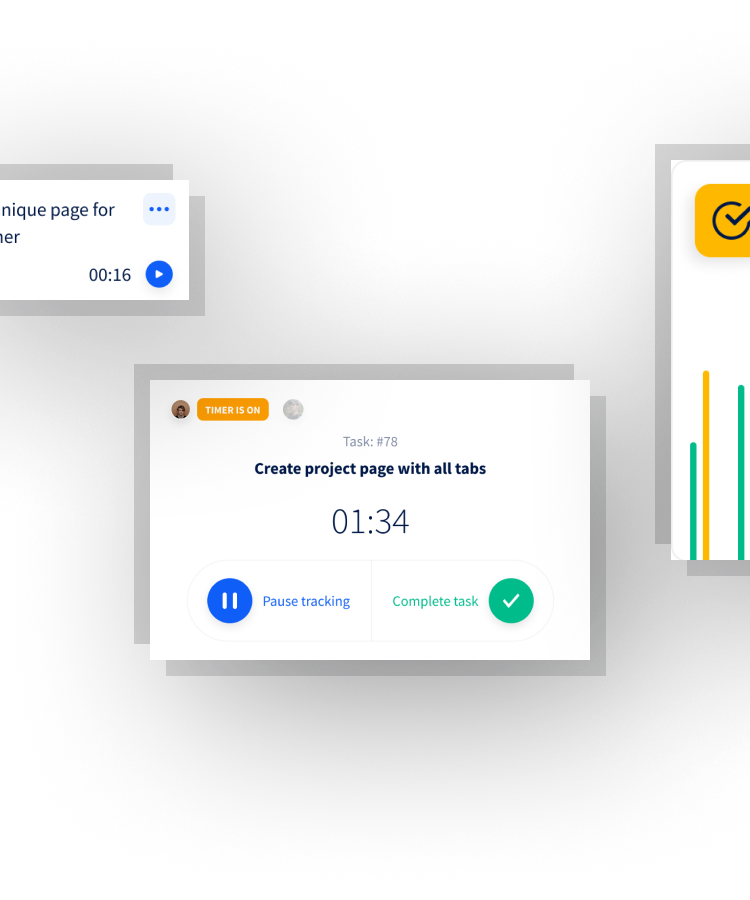 nique page for
ner
00:16
TIMER IS ON
Task: #78
Create project page with all tabs
01:34
Pause tracking
Complete task